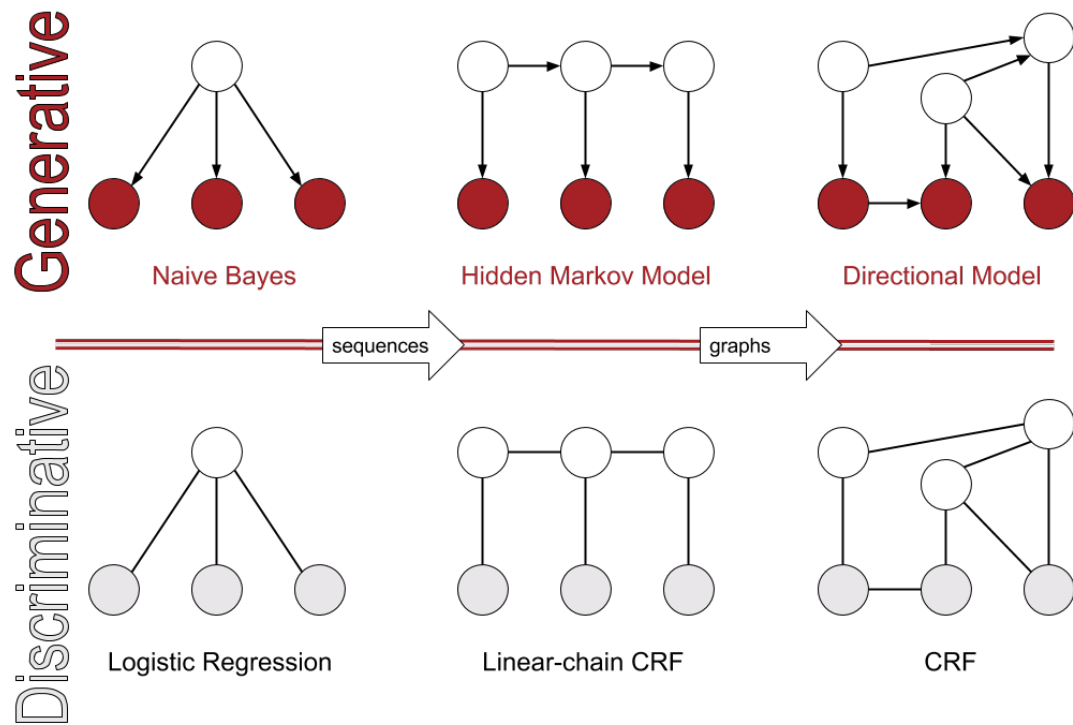 Generative
Naive Bayes
Hidden Markov Model
Directional Model
sequences
graphs
Discriminative
Logistic Regression
Linear-chain CRF
CRF